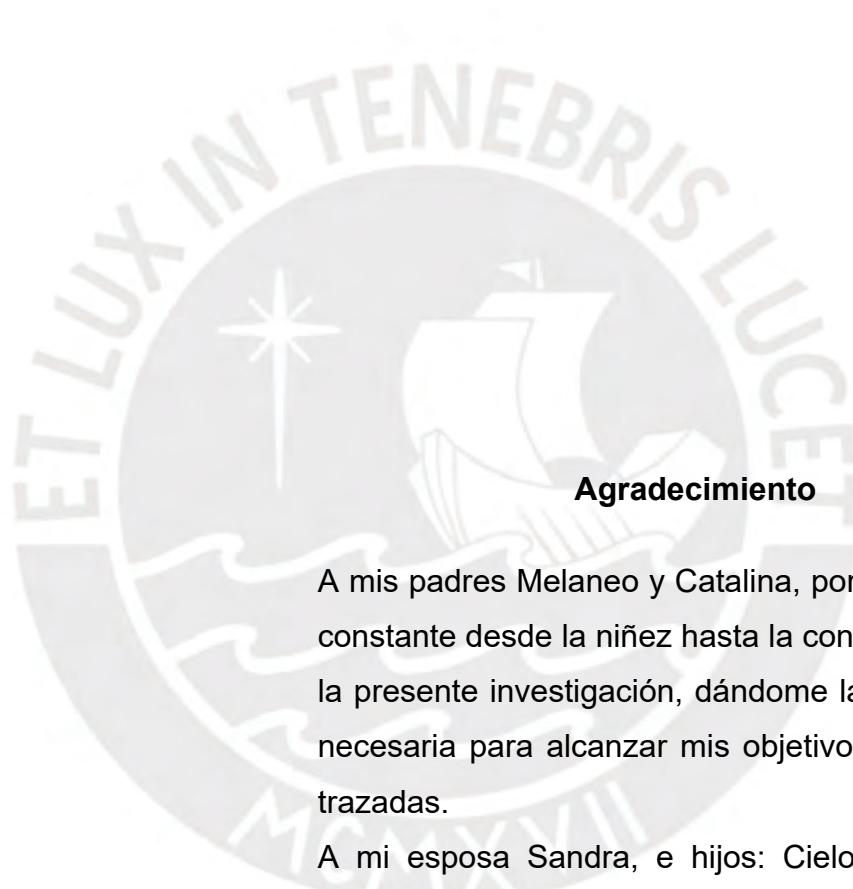 ET LUX IN TENEBRIS LUCET
MCMXVII
Agradecimiento
A mis padres Melaneo y Catalina, por
constante desde la niñez hasta la con
la presente investigación, dándome la
necesaria para alcanzar mis objetivo
trazadas.
A mi esposa Sandra, e hijos: Cielo